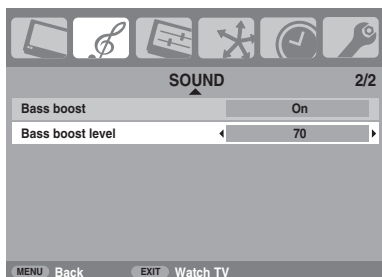 SOUND 2/2
Bass boost On
Bass boost level 70
MENU Back EXIT Watch TV